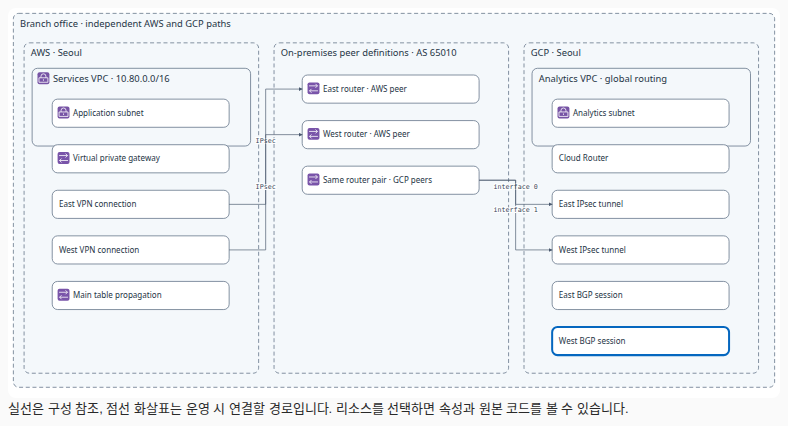 Branch office · independent AWS and GCP paths
AWS · Seoul
Services VPC · 10.80.0.0/16
Application subnet
Virtual private gateway
East VPN connection
West VPN connection
Main table propagation
IPsec
IPsec
On-premises peer definitions · AS 65010
East router · AWS peer
West router · AWS peer
Same router pair · GCP peers
interface 0
interface 1
GCP · Seoul
Analytics VPC · global routing
Analytics subnet
Cloud Router
East IPsec tunnel
West IPsec tunnel
East BGP session
West BGP session
실선은 구성 참조, 점선 화살표는 운영 시 연결할 경로입니다. 리소스를 선택하면 속성과 원본 코드를 볼 수 있습니다.